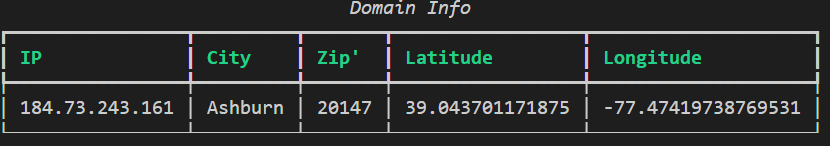 Domain Info
IP City Zip' Latitude Longitude
184.73.243.161 Ashburn 20147 39.043701171875 -77.47419738769531